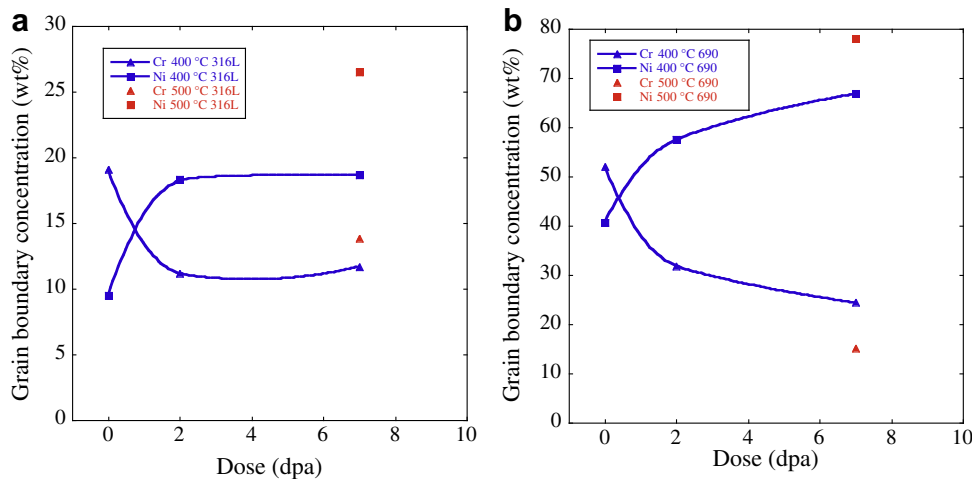 a
Grain boundary concentration (wt%)
30
25
20
15
10
5
0
Cr 400 °C 316L
Ni 400 °C 316L
Cr 500 °C 316L
Ni 500 °C 316L
0 2 4 6 8 10
Dose (dpa)
b
Grain boundary concentration (wt%)
80
70
60
50
40
30
20
10
0
Cr 400 °C 690
Ni 400 °C 690
Cr 500 °C 690
Ni 500 °C 690
0 2 4 6 8 10
Dose (dpa)